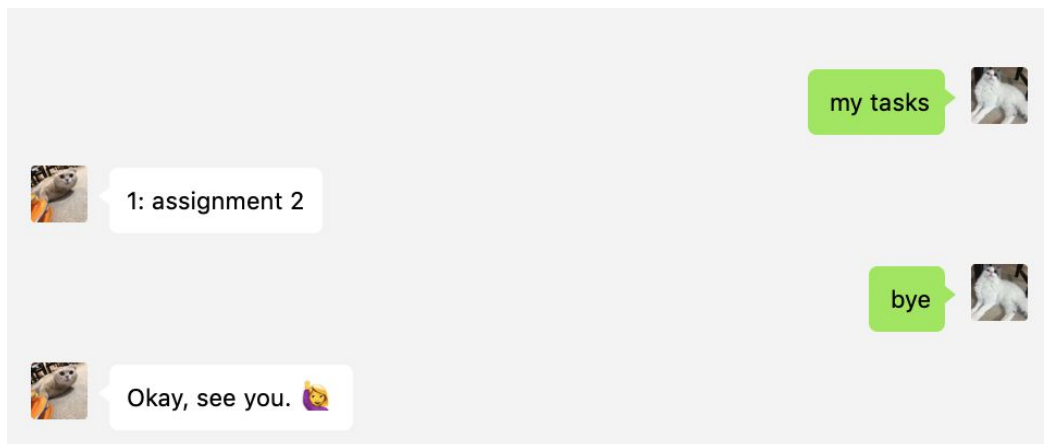 my tasks
1: assignment 2
bye
Okay, see you. 🙋‍♀️